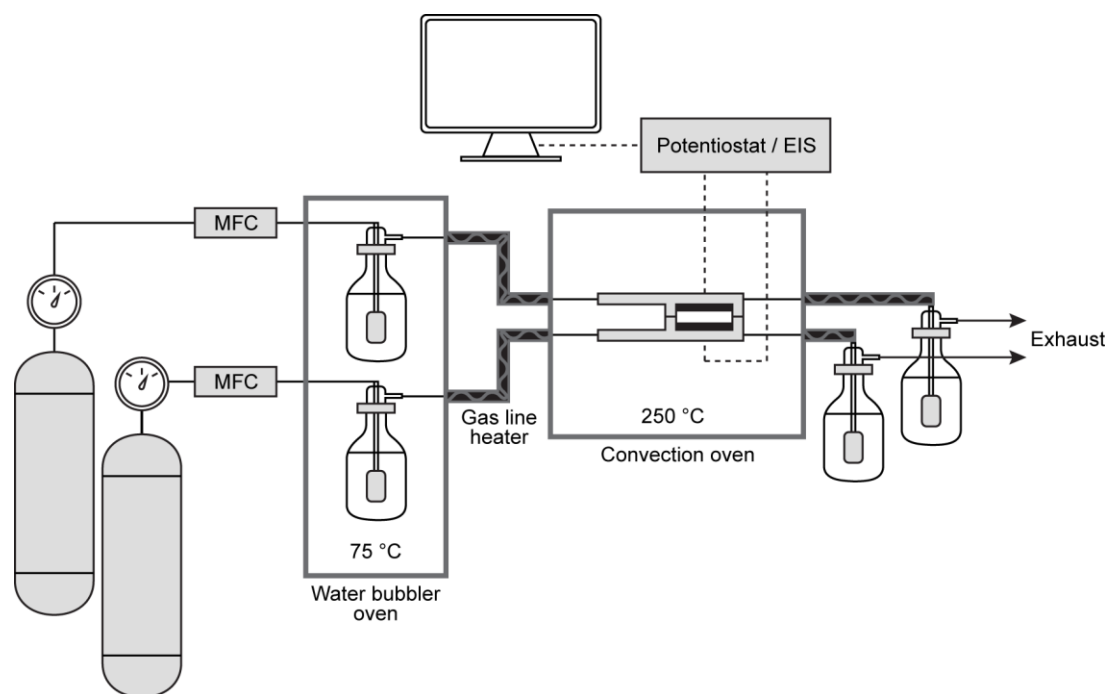 Potentiostat / EIS
MFC
MFC
Exhaust
Gas line
heater
250 °C
Convection oven
75 °C
Water bubbler
oven